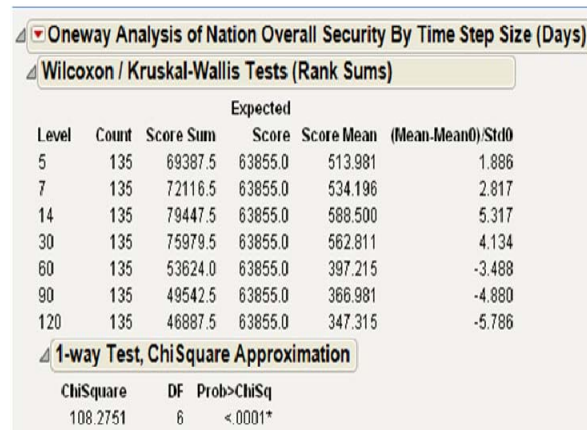 Oneway Analysis of Nation Overall Security By Time Step Size (Days)
Wilcoxon / Kruskal-Wallis Tests (Rank Sums)
Expected
Level Count Score Sum Score Score Mean (Mean-Mean0)/Std0
5 135 69387.5 63855.0 513.981 1.886
7 135 72116.5 63855.0 534.196 2.817
14 135 79447.5 63855.0 588.500 5.317
30 135 75979.5 63855.0 562.811 4.134
60 135 53624.0 63855.0 397.215 -3.488
90 135 49542.5 63855.0 366.981 -4.880
120 135 46887.5 63855.0 347.315 -5.786
1-way Test, ChiSquare Approximation
ChiSquare DF Prob>ChiSq
108.2751 6 <.0001*